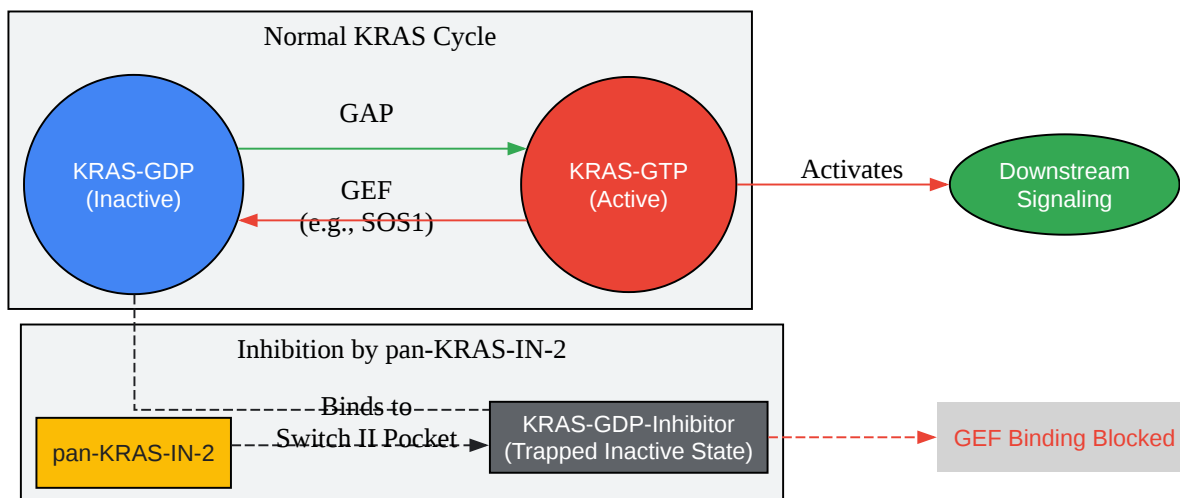 Normal KRAS Cycle
GAP
KRAS-GDP
(Inactive)
GEF
(e.g., SOS1)
KRAS-GTP
(Active)
Activates
Downstream
Signaling
Inhibition by pan-KRAS-IN-2
pan-KRAS-IN-2
Binds to
Switch II Pocket
KRAS-GDP-Inhibitor
(Trapped Inactive State)
GEF Binding Blocked